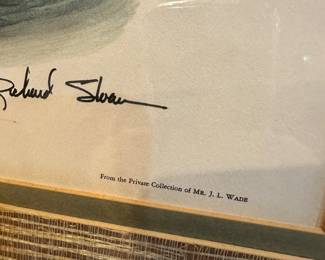 Richard Sloan
From the Private Collection of MR. J. L. WADE